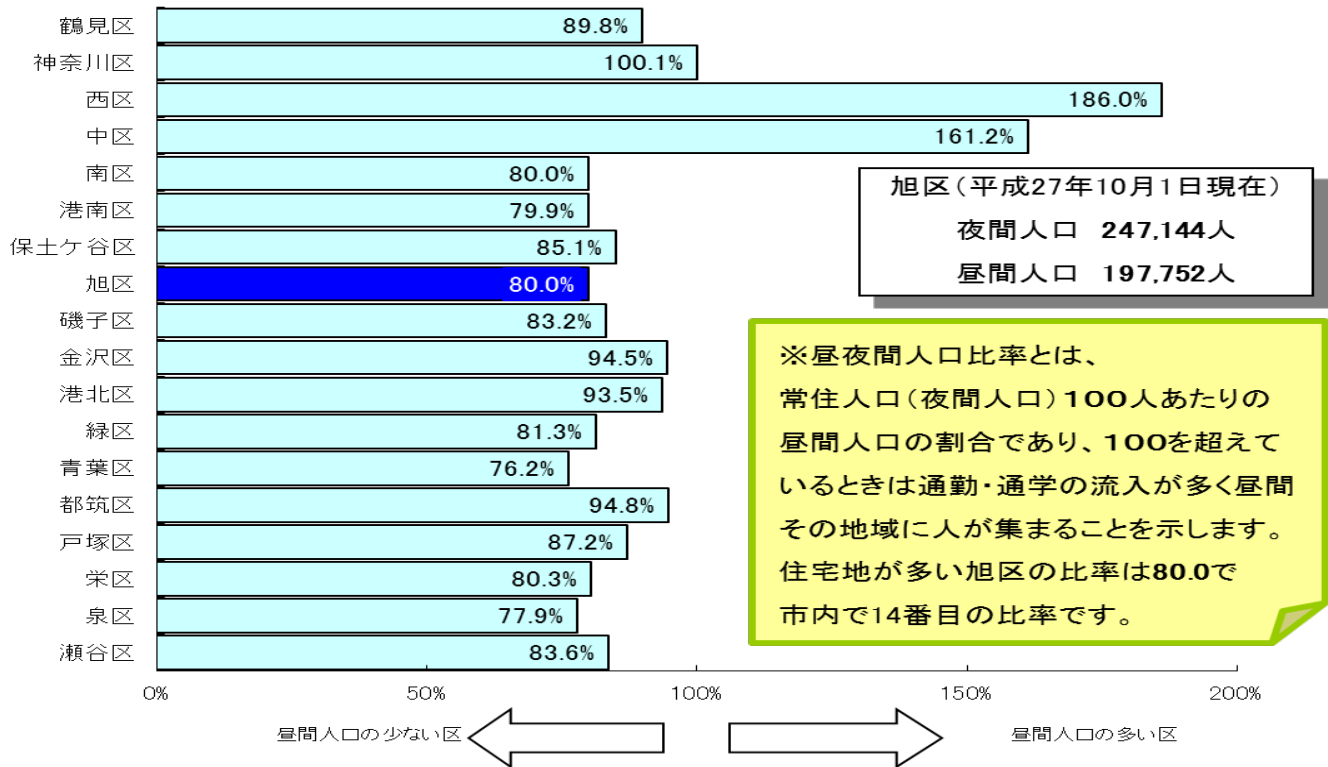 鶴見区 89.8%
神奈川区 100.1%
西区 186.0%
中区 161.2%
南区 80.0%
港南区 79.9%
保土ケ谷区 85.1%
旭区 80.0%
磯子区 83.2%
金沢区 94.5%
港北区 93.5%
緑区 81.3%
青葉区 76.2%
都筑区 94.8%
戸塚区 87.2%
栄区 80.3%
泉区 77.9%
瀬谷区 83.6%
0% 50% 100% 150% 200%
昼間人口の少ない区 昼間人口の多い区
旭区(平成27年10月1日現在)
夜間人口 247,144人
昼間人口 197,752人
※昼夜間人口比率とは、
常住人口(夜間人口)100人あたりの
昼間人口の割合であり、100を超えて
いるときは通勤・通学の流入が多く昼間
その地域に人が集まることを示します。
住宅地が多い旭区の比率は80.0で
市内で14番目の比率です。